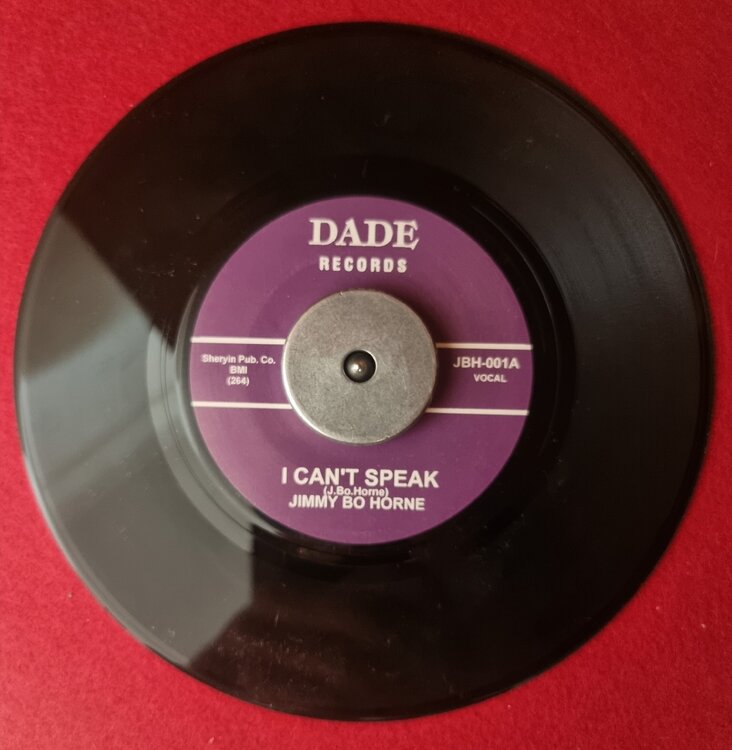 DADE
RECORDS
Sheryin Pub. Co.
BMI
(264)
JBH-001A
VOCAL
I CAN'T SPEAK
(J.Bo.Horne)
JIMMY BO HORNE